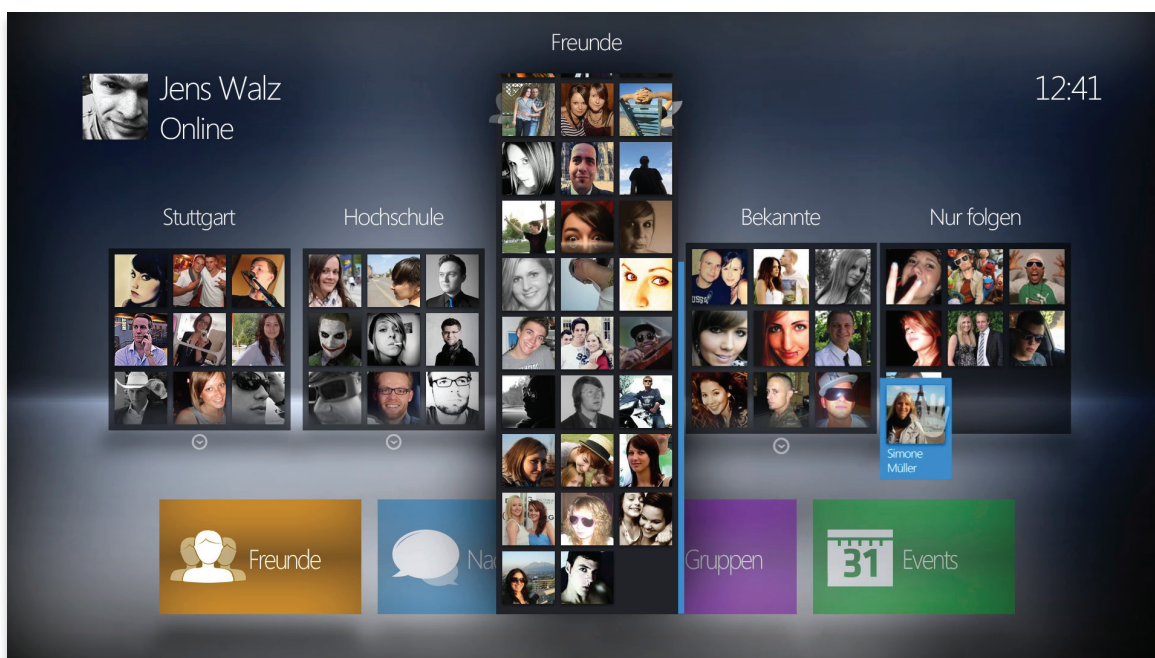 Freunde
Jens Walz
Online
12:41
Stuttgart
Hochschule
Bekannte
Nur folgen
Simone
Müller
Freunde
Gruppen
31
Events